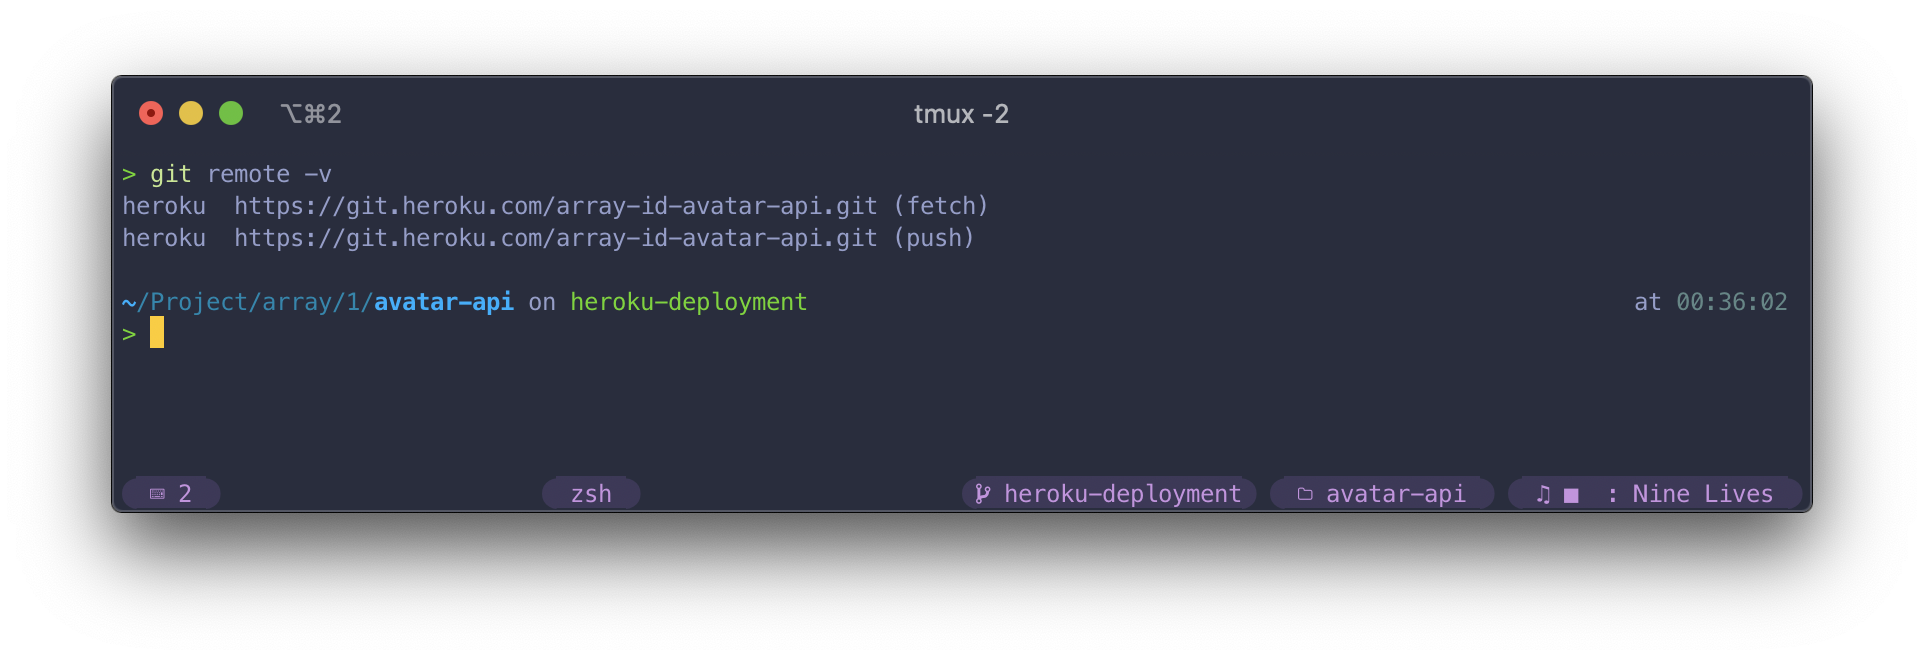 ⌥⌘2 tmux -2
> git remote -v
heroku  https://git.heroku.com/array-id-avatar-api.git (fetch)
heroku  https://git.heroku.com/array-id-avatar-api.git (push)
~/Project/array/1/avatar-api on heroku-deployment at 00:36:02
>
2 zsh heroku-deployment avatar-api ♫ ■ : Nine Lives